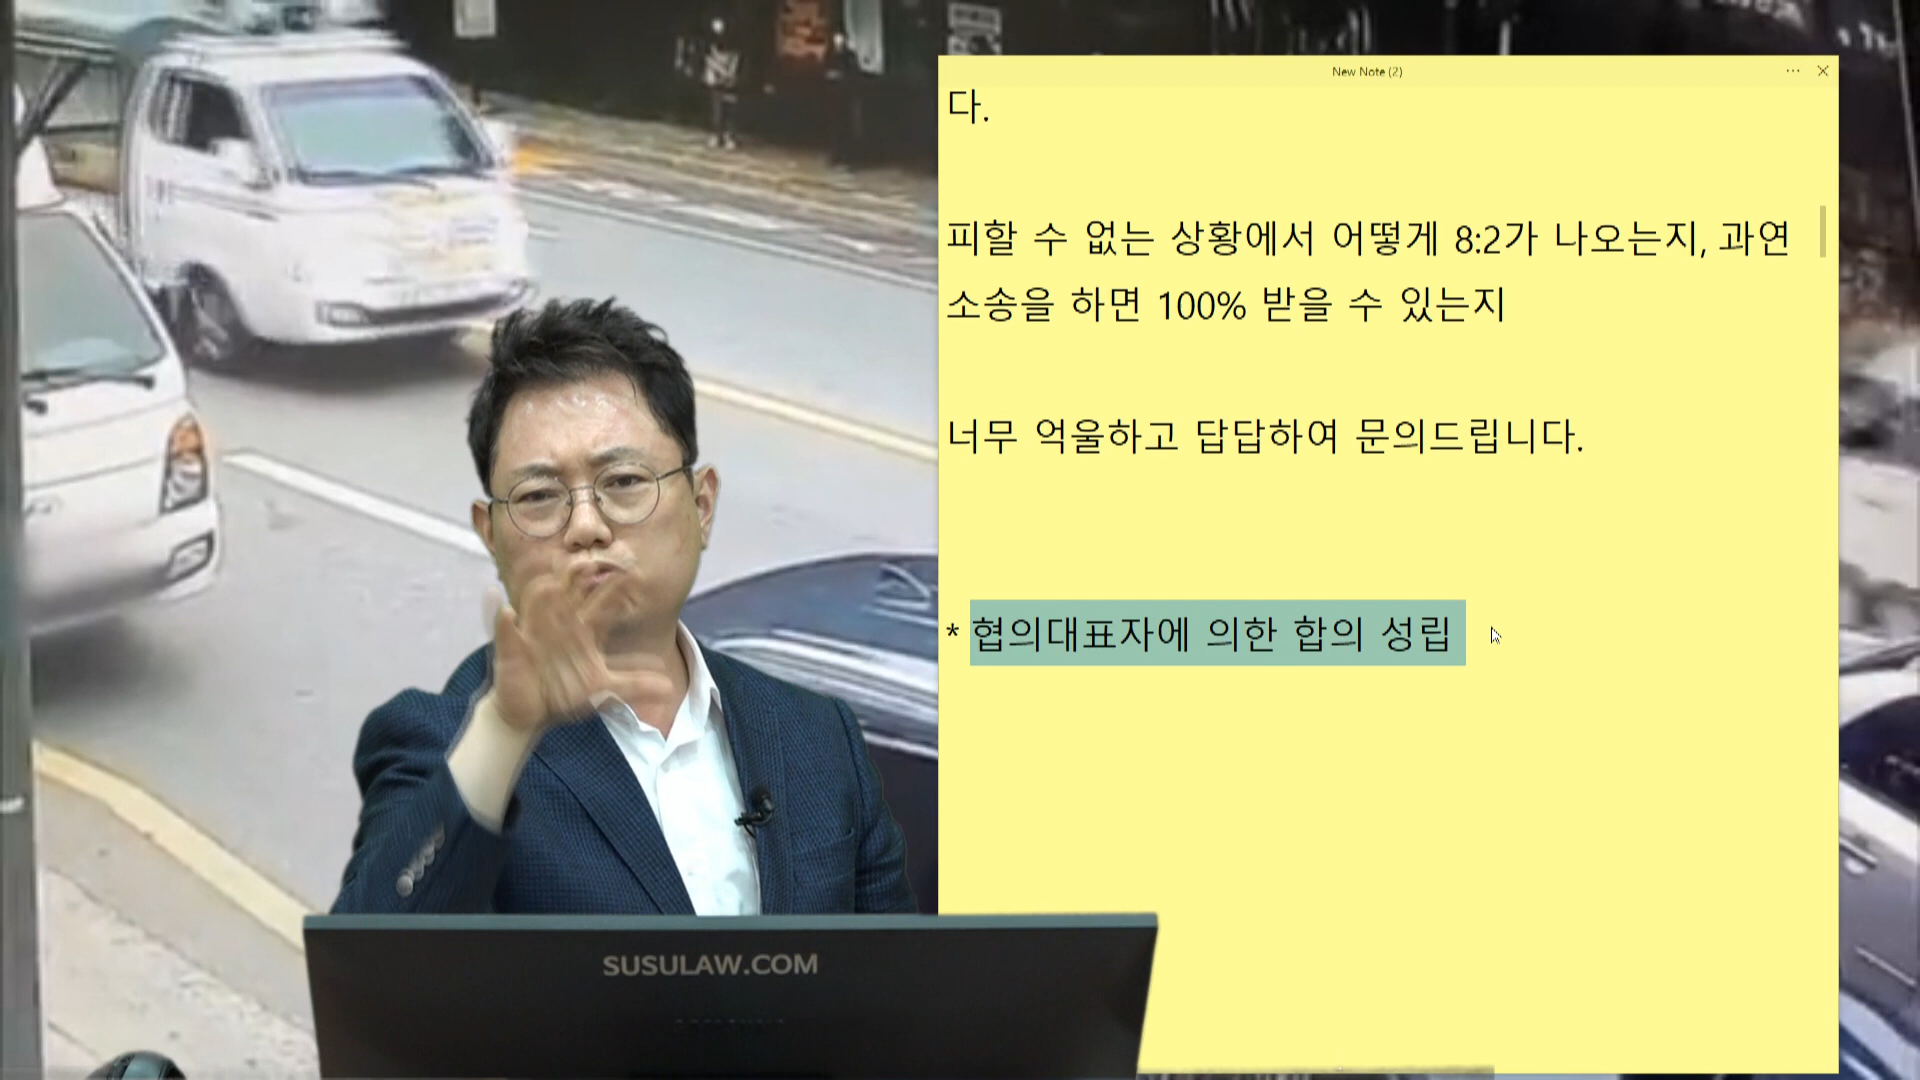 New Note (2)
다.
피할 수 없는 상황에서 어떻게 8:2가 나오는지, 과연
소송을 하면 100% 받을 수 있는지
너무 억울하고 답답하여 문의드립니다.
* 협의대표자에 의한 합의 성립
SUSULAW.COM